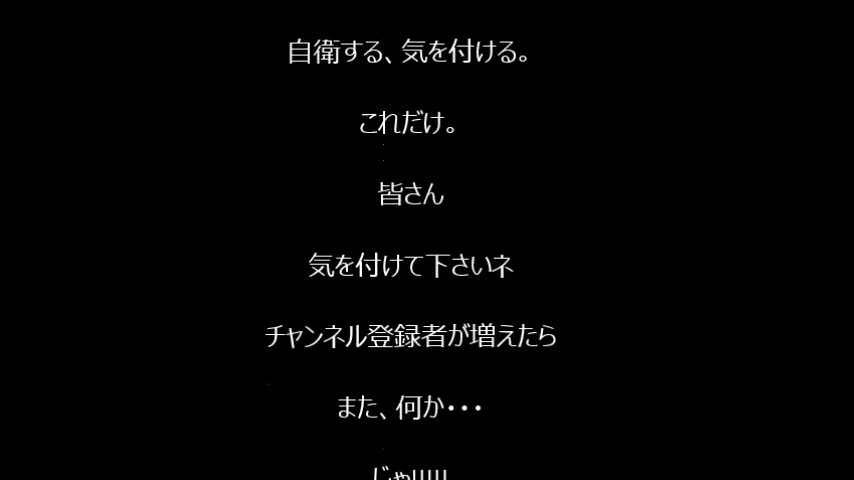 自衛する、気を付ける。
これだけ。
皆さん
気を付けて下さいネ
チャンネル登録者が増えたら
また、何か・・・
じゃ!!!!!!